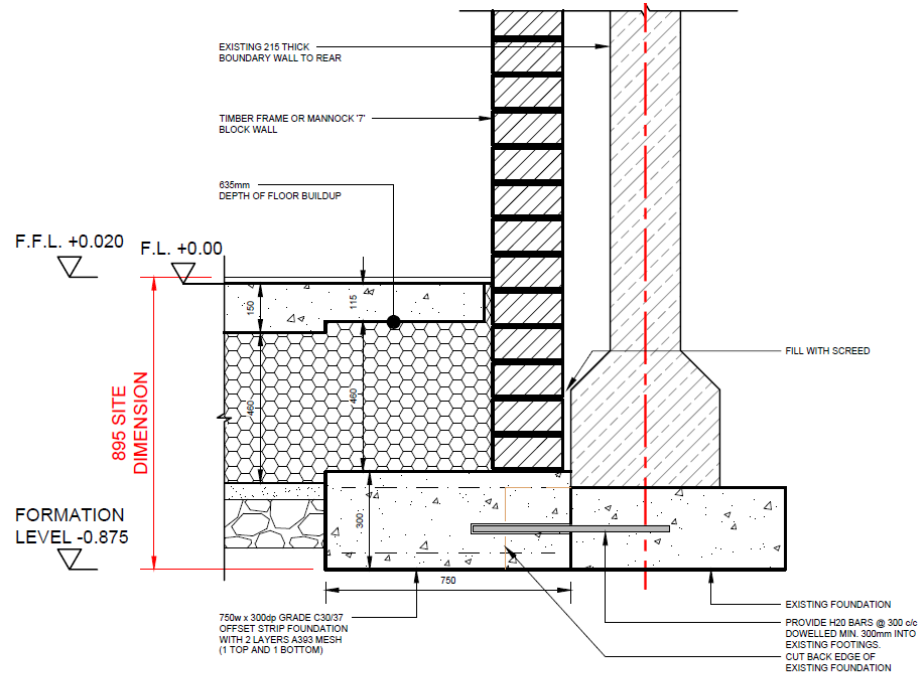 EXISTING 215 THICK
BOUNDARY WALL TO REAR
TIMBER FRAME OR MANNOCK '7'
BLOCK WALL
635mm
DEPTH OF FLOOR BUILDUP
F.F.L. +0.020
F.L. +0.00
150
115
FILL WITH SCREED
460
460
895 SITE
DIMENSION
FORMATION
LEVEL -0.875
300
750
750w x 300dp GRADE C30/37
OFFSET STRIP FOUNDATION
WITH 2 LAYERS A393 MESH
(1 TOP AND 1 BOTTOM)
EXISTING FOUNDATION
PROVIDE H20 BARS @ 300 c/c
DOWELLED MIN. 300mm INTO
EXISTING FOOTINGS.
CUT BACK EDGE OF
EXISTING FOUNDATION